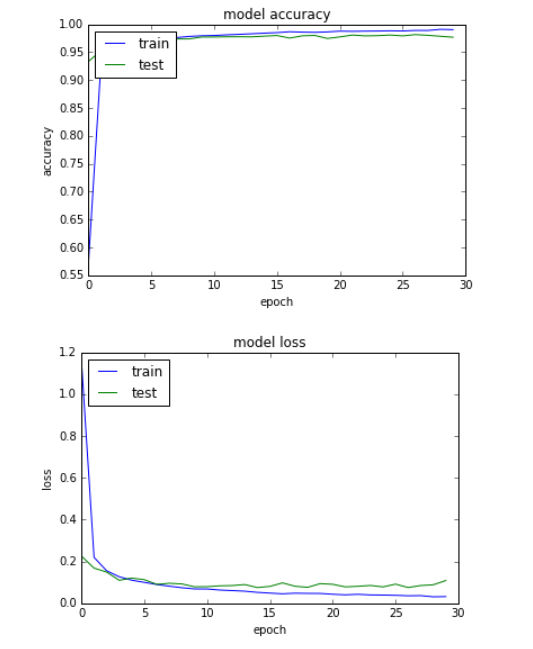 model accuracy
1.00
0.95
0.90
0.85
0.80
0.75
0.70
0.65
0.60
0.55
accuracy
train
test
0 5 10 15 20 25 30
epoch
model loss
1.2
1.0
0.8
0.6
0.4
0.2
0.0
loss
train
test
0 5 10 15 20 25 30
epoch